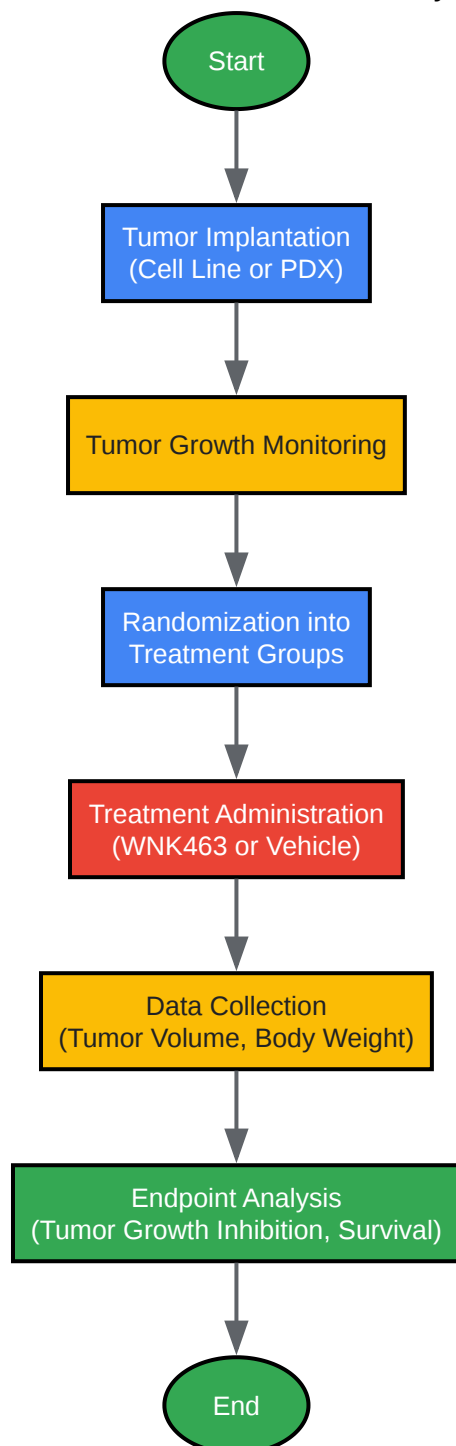 Start
Tumor Implantation
(Cell Line or PDX)
Tumor Growth Monitoring
Randomization into
Treatment Groups
Treatment Administration
(WNK463 or Vehicle)
Data Collection
(Tumor Volume, Body Weight)
Endpoint Analysis
(Tumor Growth Inhibition, Survival)
End